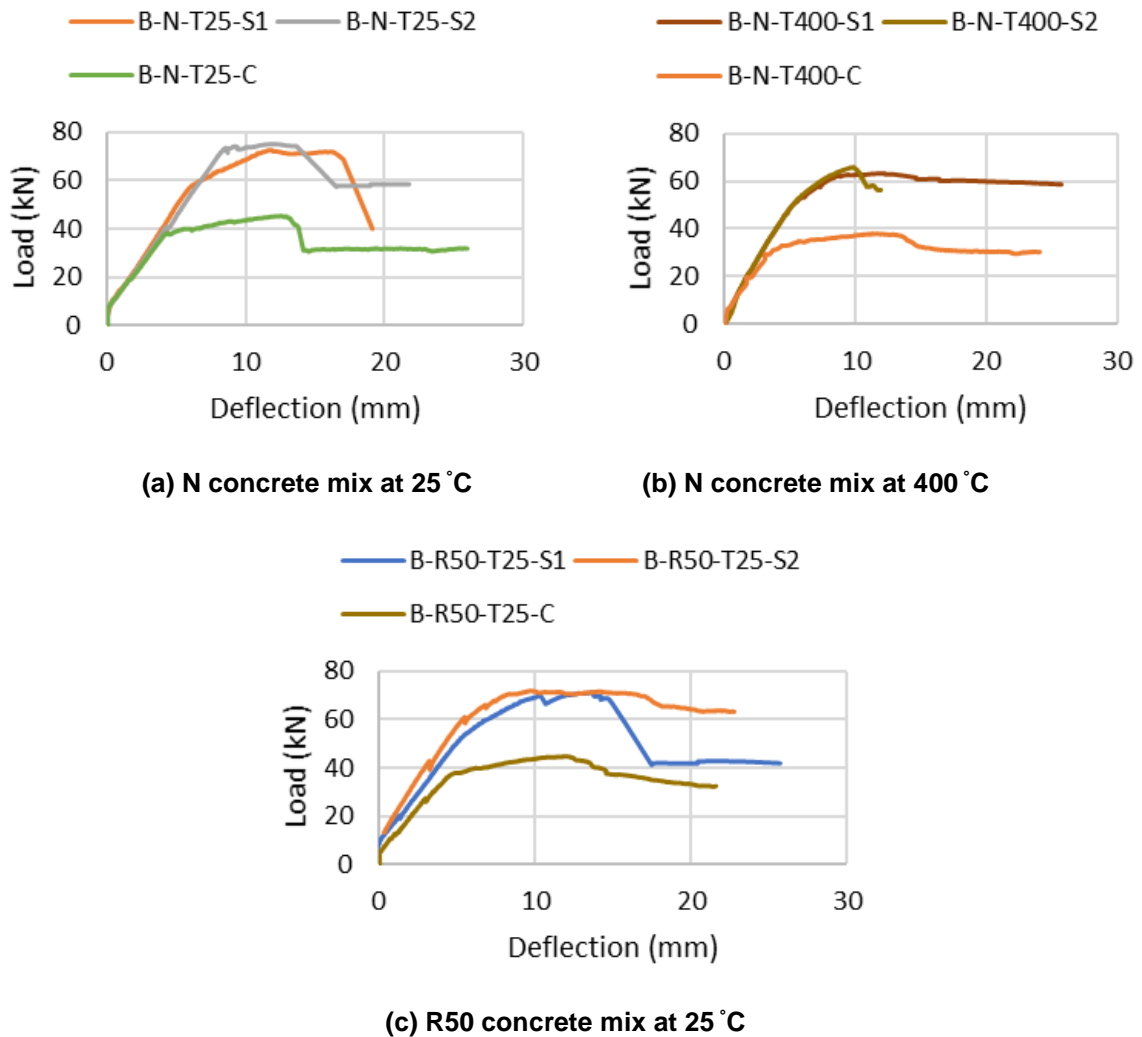 B-N-T25-S1 B-N-T25-S2
B-N-T25-C
80
60
40
20
0
Load (kN)
0 10 20 30
Deflection (mm)
(a) N concrete mix at 25 °C
B-N-T400-S1 B-N-T400-S2
B-N-T400-C
80
60
40
20
0
Load (kN)
0 10 20 30
Deflection (mm)
(b) N concrete mix at 400 °C
B-R50-T25-S1 B-R50-T25-S2
B-R50-T25-C
80
60
40
20
0
Load (kN)
0 10 20 30
Deflection (mm)
(c) R50 concrete mix at 25 °C